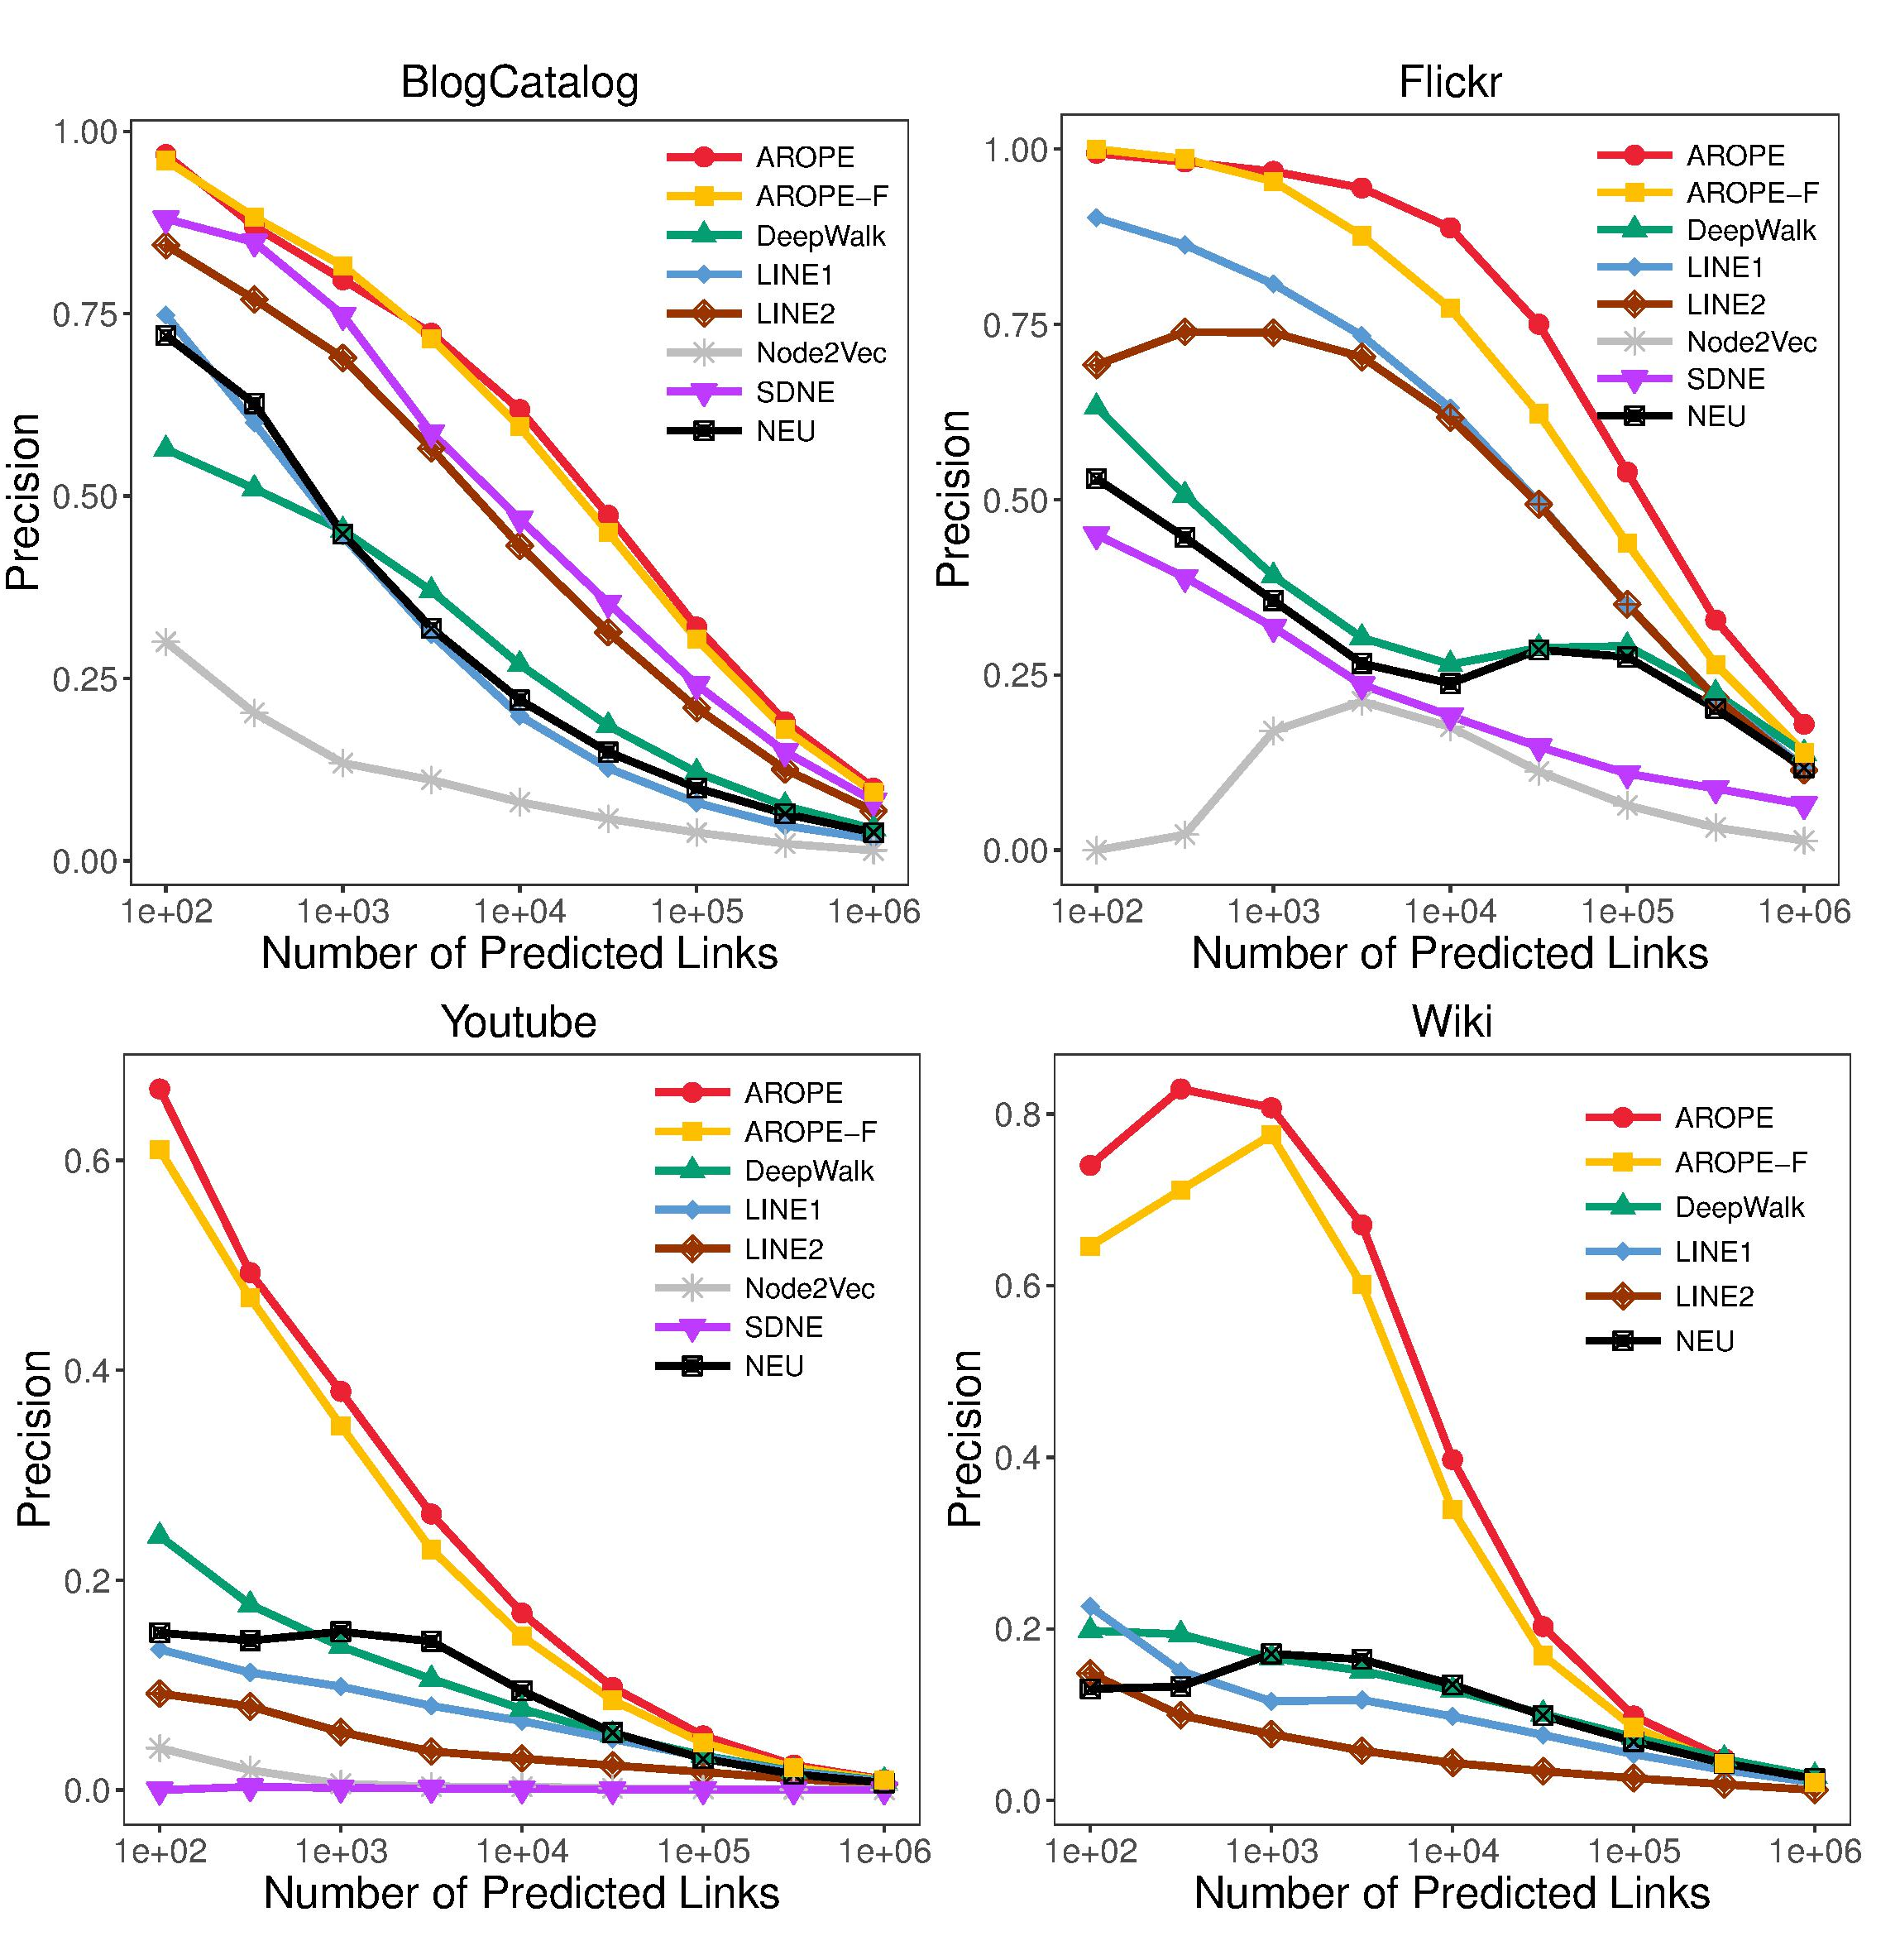 BlogCatalog
1.00
0.75
0.50
0.25
0.00
Precision
AROPE
AROPE−F
DeepWalk
LINE1
LINE2
Node2Vec
SDNE
NEU
1e+02 1e+03 1e+04 1e+05 1e+06
Number of Predicted Links
Flickr
1.00
0.75
0.50
0.25
0.00
Precision
AROPE
AROPE−F
DeepWalk
LINE1
LINE2
Node2Vec
SDNE
NEU
1e+02 1e+03 1e+04 1e+05 1e+06
Number of Predicted Links
Youtube
0.6
0.4
0.2
0.0
Precision
AROPE
AROPE−F
DeepWalk
LINE1
LINE2
Node2Vec
SDNE
NEU
1e+02 1e+03 1e+04 1e+05 1e+06
Number of Predicted Links
Wiki
0.8
0.6
0.4
0.2
0.0
Precision
AROPE
AROPE−F
DeepWalk
LINE1
LINE2
NEU
1e+02 1e+03 1e+04 1e+05 1e+06
Number of Predicted Links